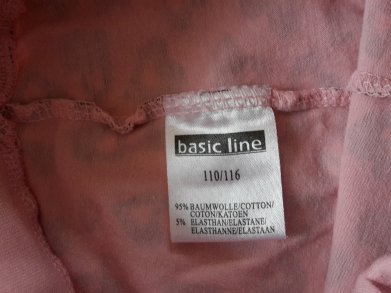 basic line
110/116
95% BAUMWOLLE/COTTON/
COTON/KATOEN
5% ELASTHAN/ELASTANE/
ELASTHANNE/ELASTAAN